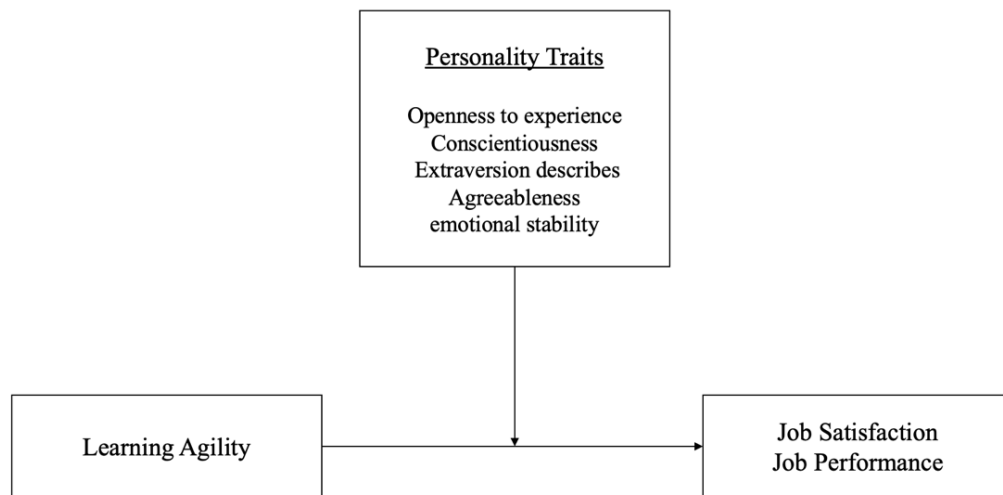 Personality Traits
Openness to experience
Conscientiousness
Extraversion describes
Agreeableness
emotional stability
Learning Agility
Job Satisfaction
Job Performance